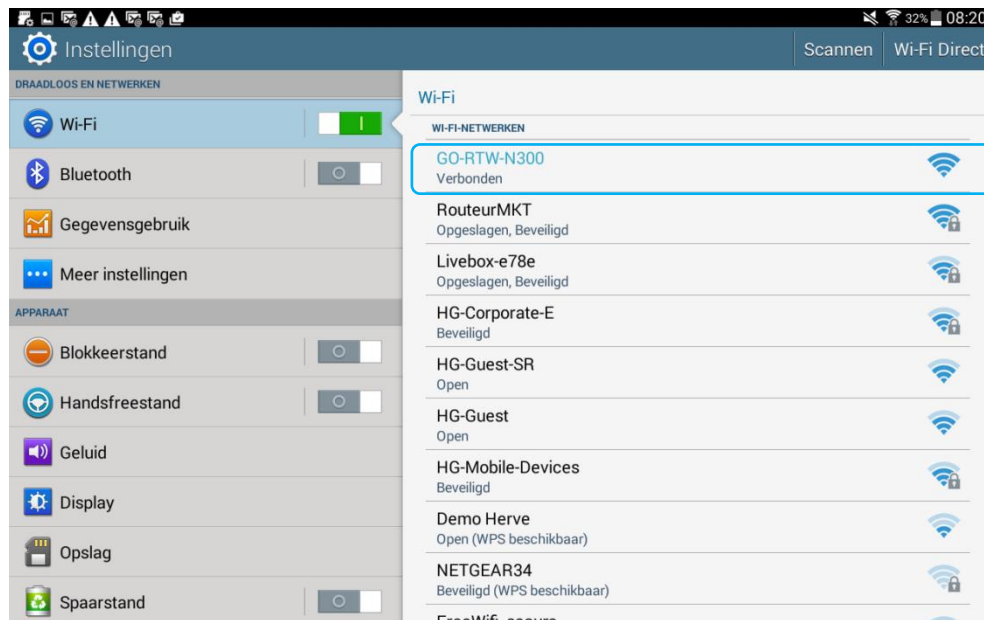 32% 08:20
Instellingen
Scannen
Wi-Fi Direct
DRAADLOOS EN NETWERKEN
Wi-Fi
Bluetooth
Gegevensgebruik
Meer instellingen
APPARAAT
Blokkeerstand
Handsfreestand
Geluid
Display
Opslag
Spaarstand
Wi-Fi
WI-FI-NETWERKEN
GO-RTW-N300
Verbonden
RouteurMKT
Opgeslagen, Beveiligd
Livebox-e78e
Opgeslagen, Beveiligd
HG-Corporate-E
Beveiligd
HG-Guest-SR
Open
HG-Guest
Open
HG-Mobile-Devices
Beveiligd
Demo Herve
Open (WPS beschikbaar)
NETGEAR34
Beveiligd (WPS beschikbaar)